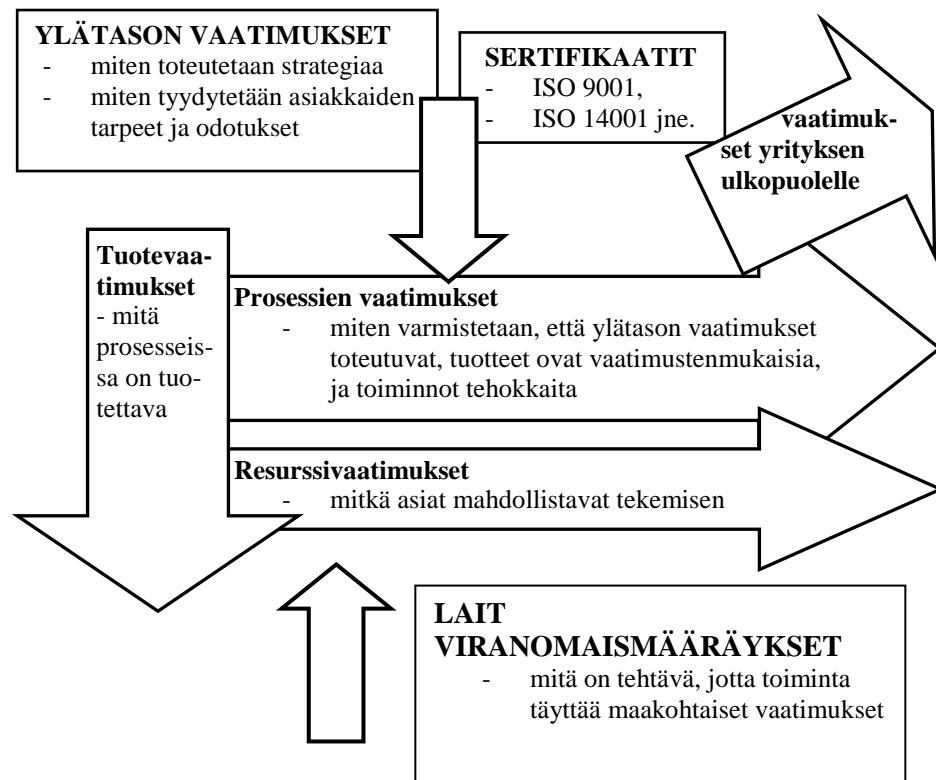 YLÄTASON VAATIMUKSET
- miten toteutetaan strategiaa
- miten tyydytetään asiakkaiden
tarpeet ja odotukset
SERTIFIKAATIT
- ISO 9001,
- ISO 14001 jne.
vaatimuk-
set yrityksen
ulkopuolelle
Tuotevaa-
timukset
- mitä
prosesseis-
sa on tuo-
tettava
Prosessien vaatimukset
- miten varmistetaan, että ylätason vaatimukset
toteutuvat, tuotteet ovat vaatimustenmukaisia,
ja toiminnot tehokkaita
Resurssivaatimukset
- mitkä asiat mahdollistavat tekemisen
LAIT
VIRANOMAISMÄÄRÄYKSET
- mitä on tehtävä, jotta toiminta
täyttää maakohtaiset vaatimukset